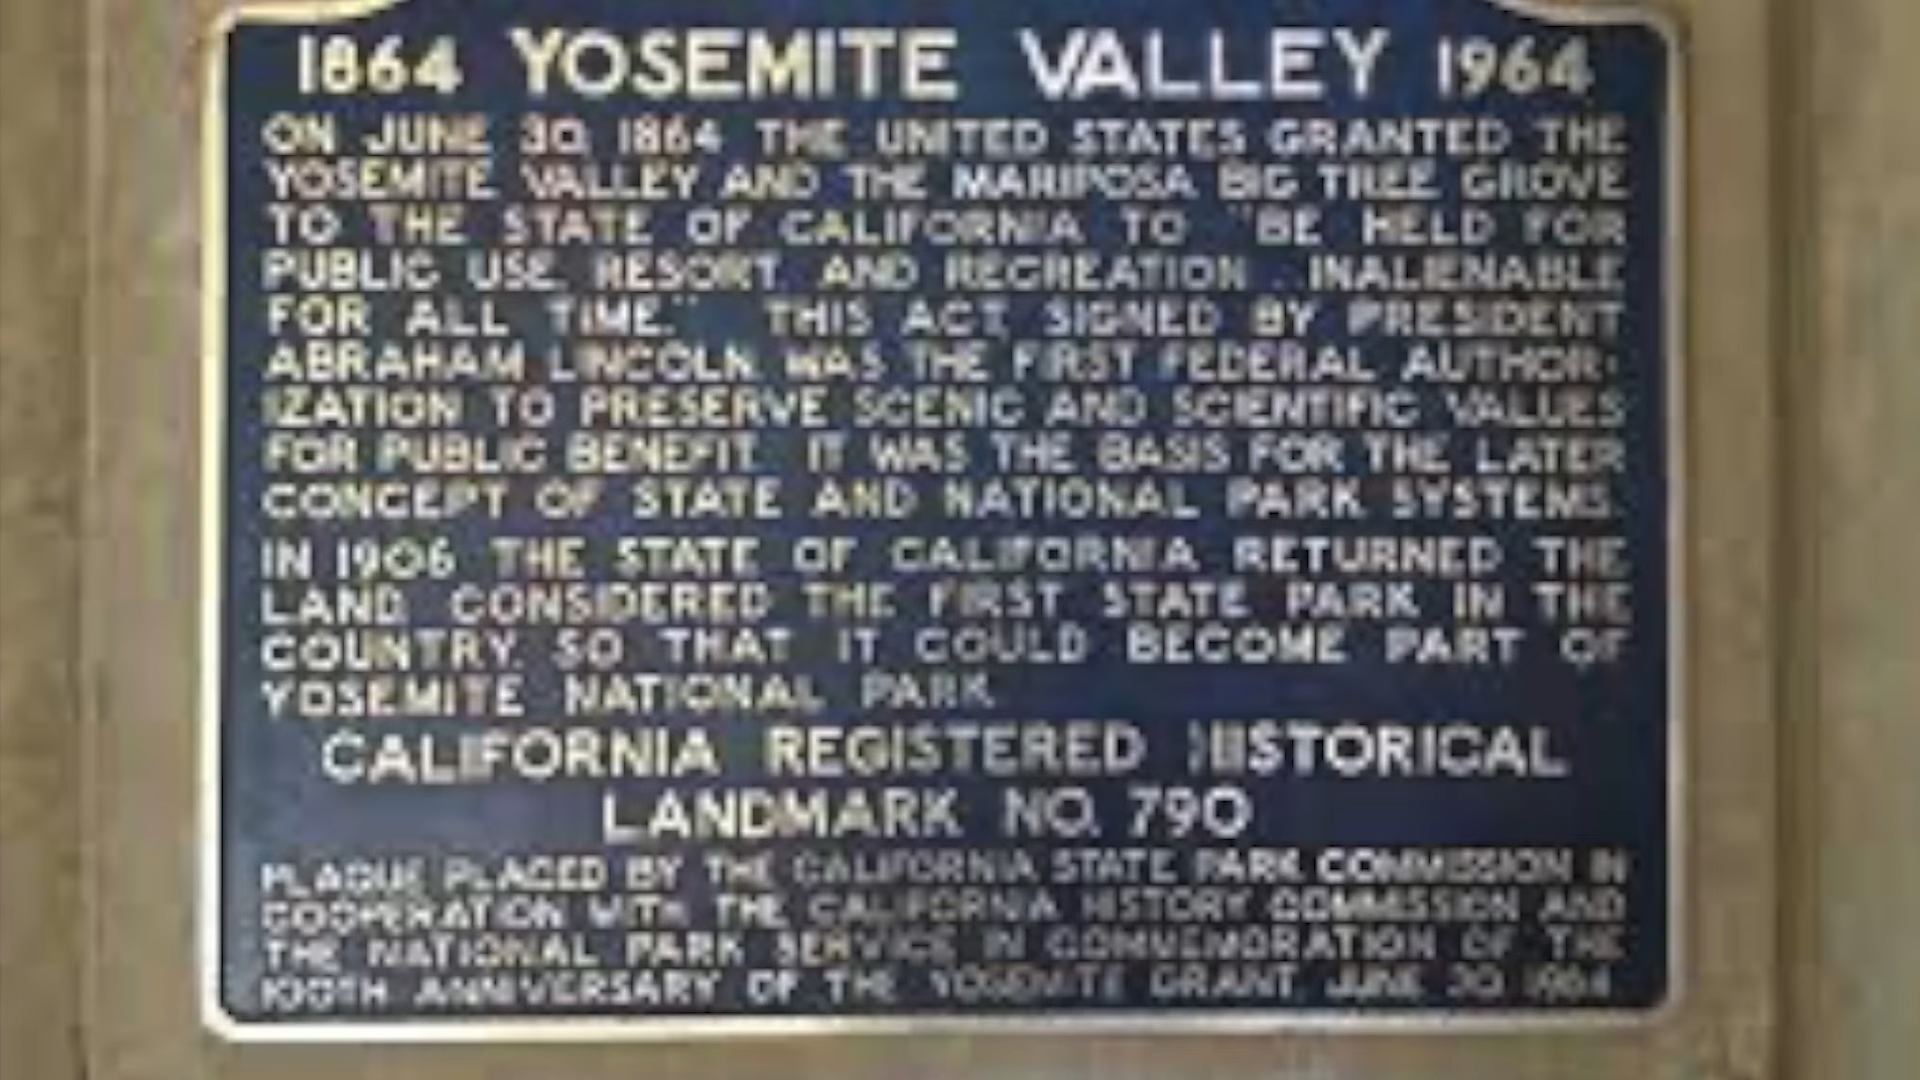 1864 YOSEMITE VALLEY 1964
ON JUNE 30, 1864 THE UNITED STATES GRANTED THE
YOSEMITE VALLEY AND THE MARIPOSA BIG TREE GROVE
TO THE STATE OF CALIFORNIA TO "BE HELD FOR
PUBLIC USE, RESORT AND RECREATION . INALIENABLE
FOR ALL TIME." THIS ACT, SIGNED BY PRESIDENT
ABRAHAM LINCOLN, WAS THE FIRST FEDERAL AUTHOR-
IZATION TO PRESERVE SCENIC AND SCIENTIFIC VALUES
FOR PUBLIC BENEFIT. IT WAS THE BASIS FOR THE LATER
CONCEPT OF STATE AND NATIONAL PARK SYSTEMS.
IN 1906 THE STATE OF CALIFORNIA RETURNED THE
LAND, CONSIDERED THE FIRST STATE PARK IN THE
COUNTRY, SO THAT IT COULD BECOME PART OF
YOSEMITE NATIONAL PARK
CALIFORNIA REGISTERED HISTORICAL
LANDMARK NO. 790
PLAQUE PLACED BY THE CALIFORNIA STATE PARK COMMISSION IN
COOPERATION WITH THE CALIFORNIA HISTORY COMMISSION AND
THE NATIONAL PARK SERVICE IN COMMEMORATION OF THE
100TH ANNIVERSARY OF THE YOSEMITE GRANT, JUNE 30, 1964